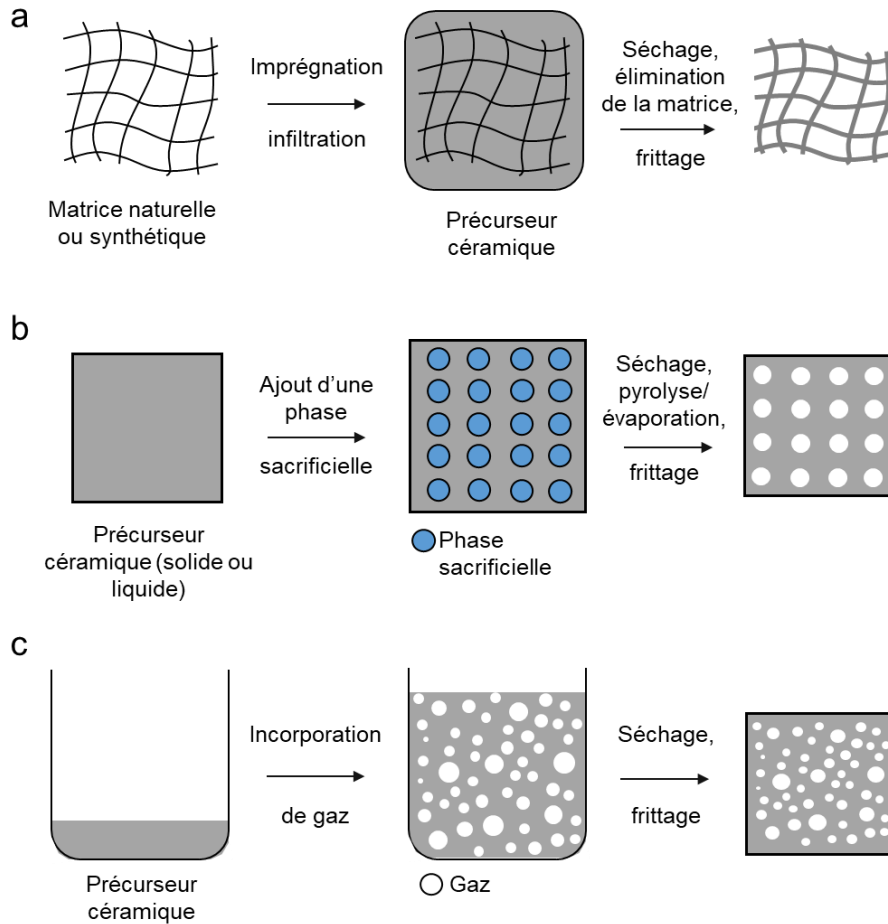 a
Imprégnation
infiltration
Séchage,
élimination
de la matrice,
frittage
Matrice naturelle
ou synthétique
Précurseur
céramique
b
Ajout d’une
phase
sacrificielle
Séchage,
pyrolyse/
évaporation,
frittage
Précurseur
céramique (solide ou
liquide)
Phase
sacrificielle
c
Incorporation
de gaz
Séchage,
frittage
Précurseur
céramique
Gaz